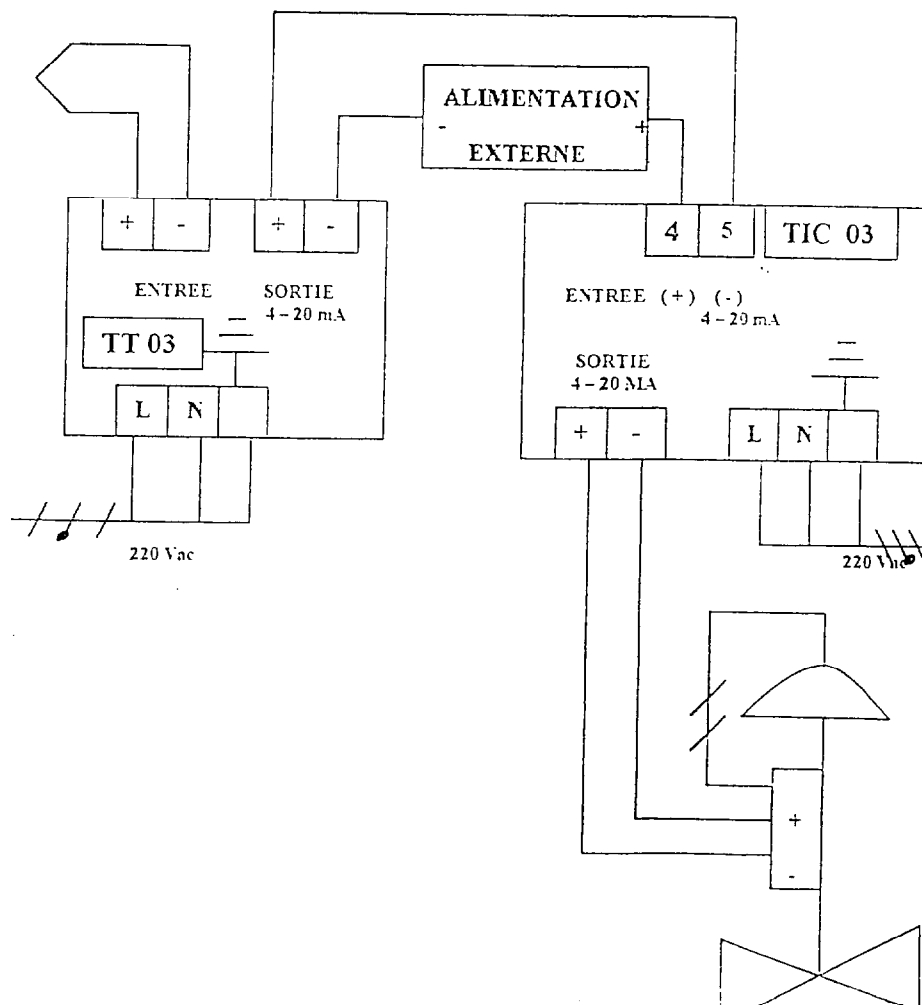 ALIMENTATION
- +
EXTERNE
+ - + -
4 5 TIC 03
ENTREE SORTIE
4 – 20 mA
ENTREE (+) (-)
4 – 20 mA
TT 03
SORTIE
4 – 20 MA
L N
+ -
L N
220 Vac
220 Vac
+
-